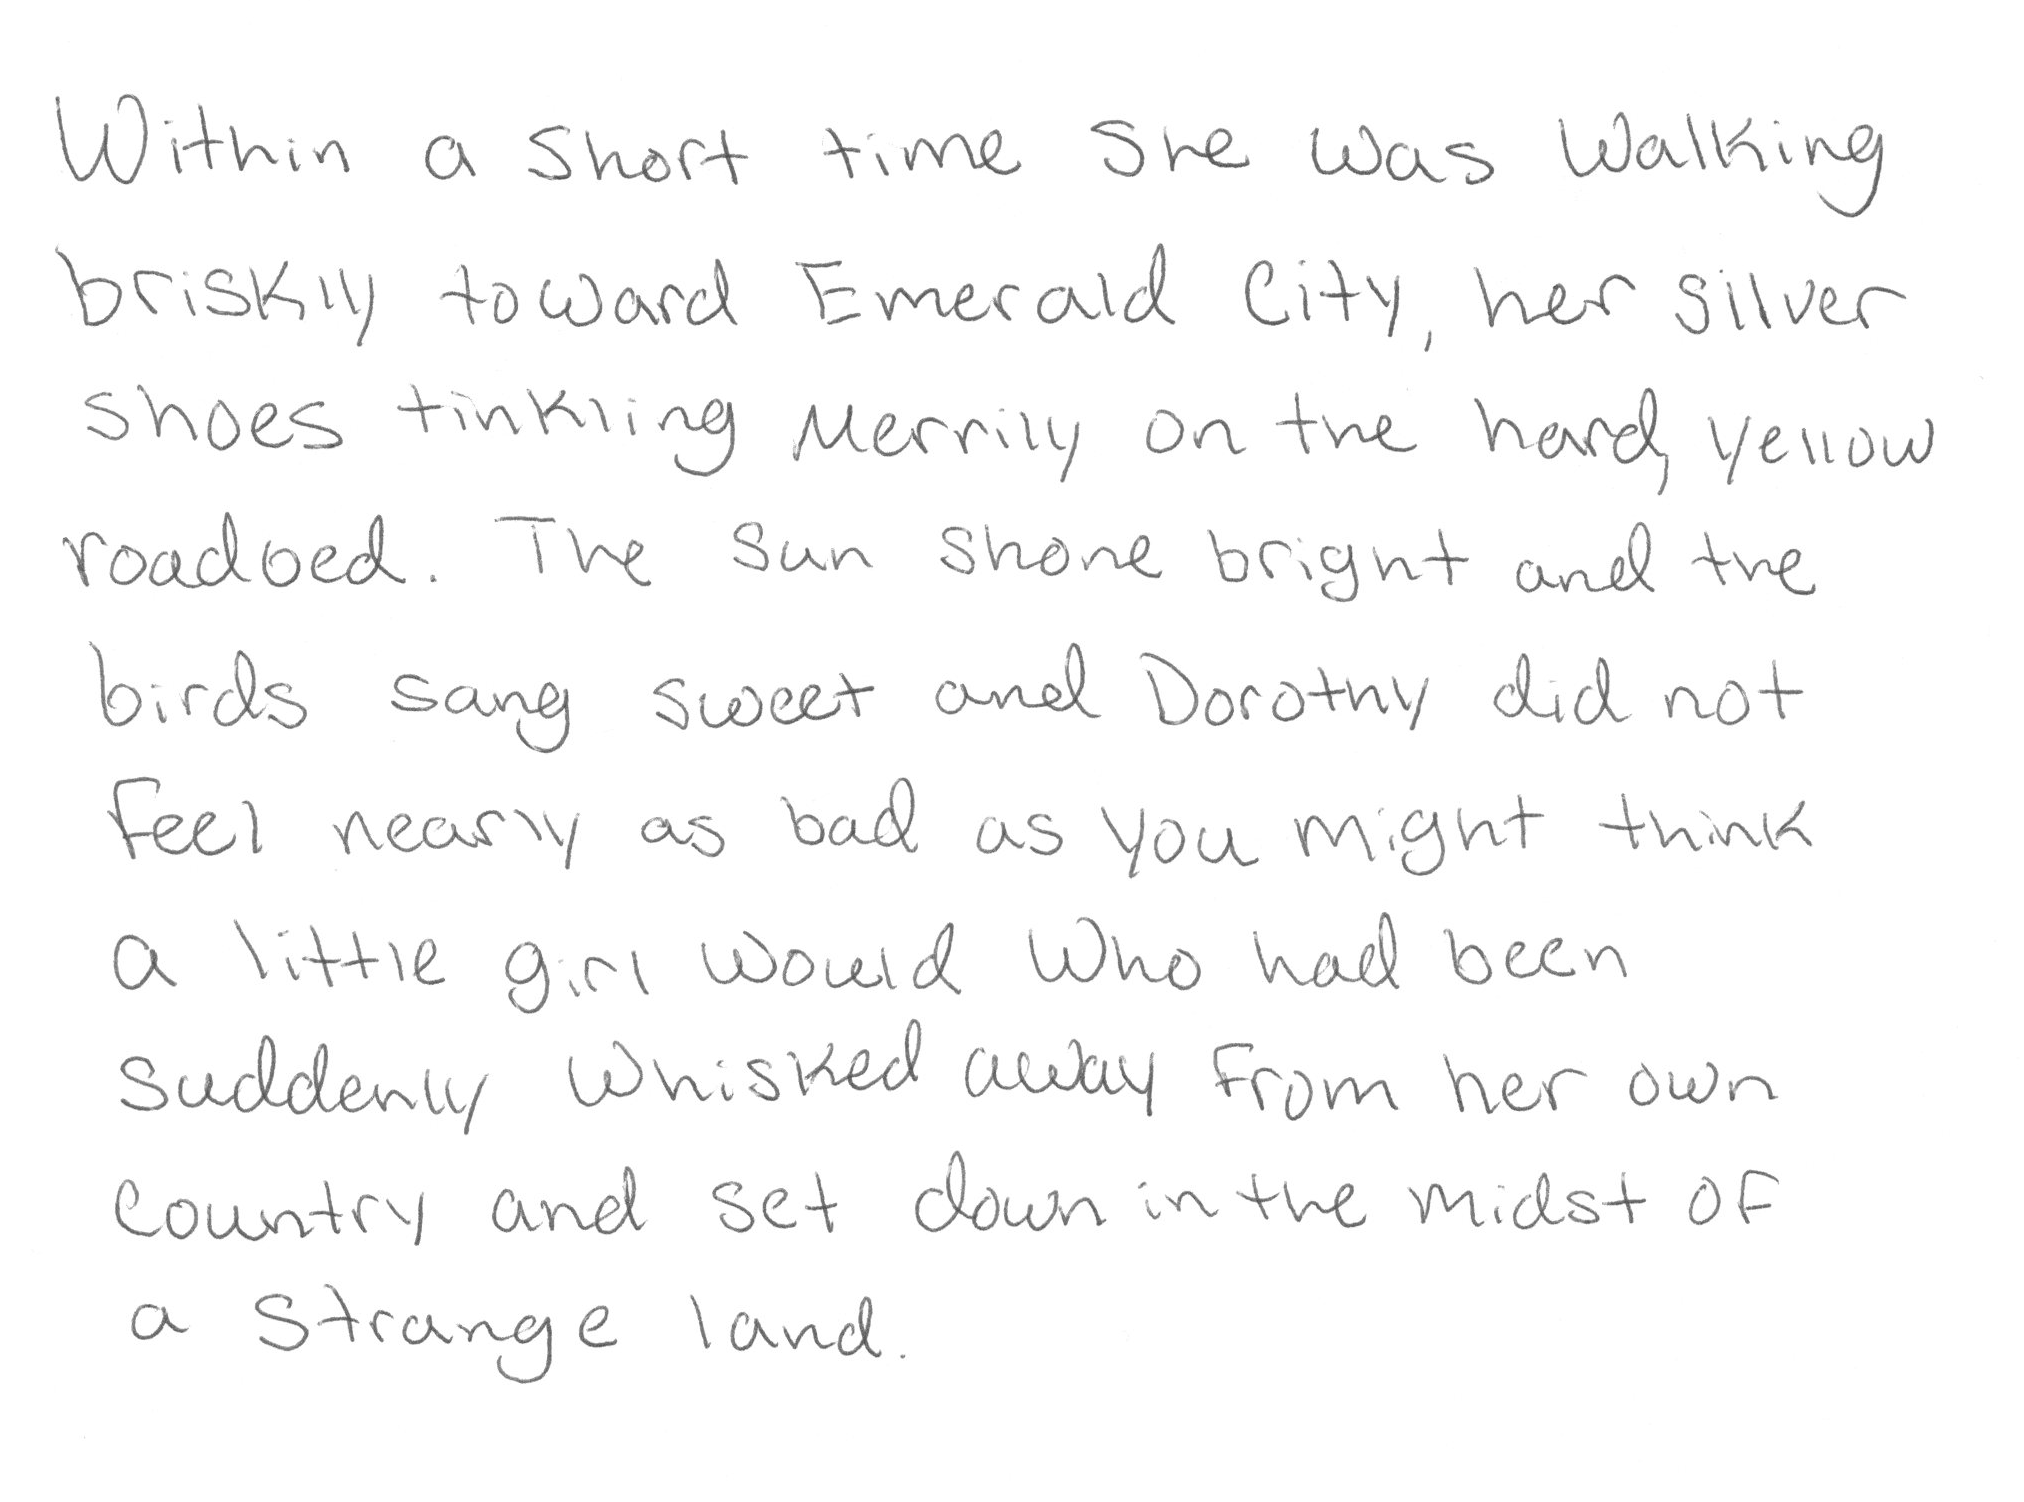 Within a short time she was walking
briskly toward Emerald City, her silver
shoes tinkling merrily on the hard, yellow
roadbed. The sun shone bright and the
birds sang sweet and Dorothy did not
feel nearly as bad as you might think
a little girl would who had been
suddenly whisked away from her own
country and set down in the midst of
a strange land.